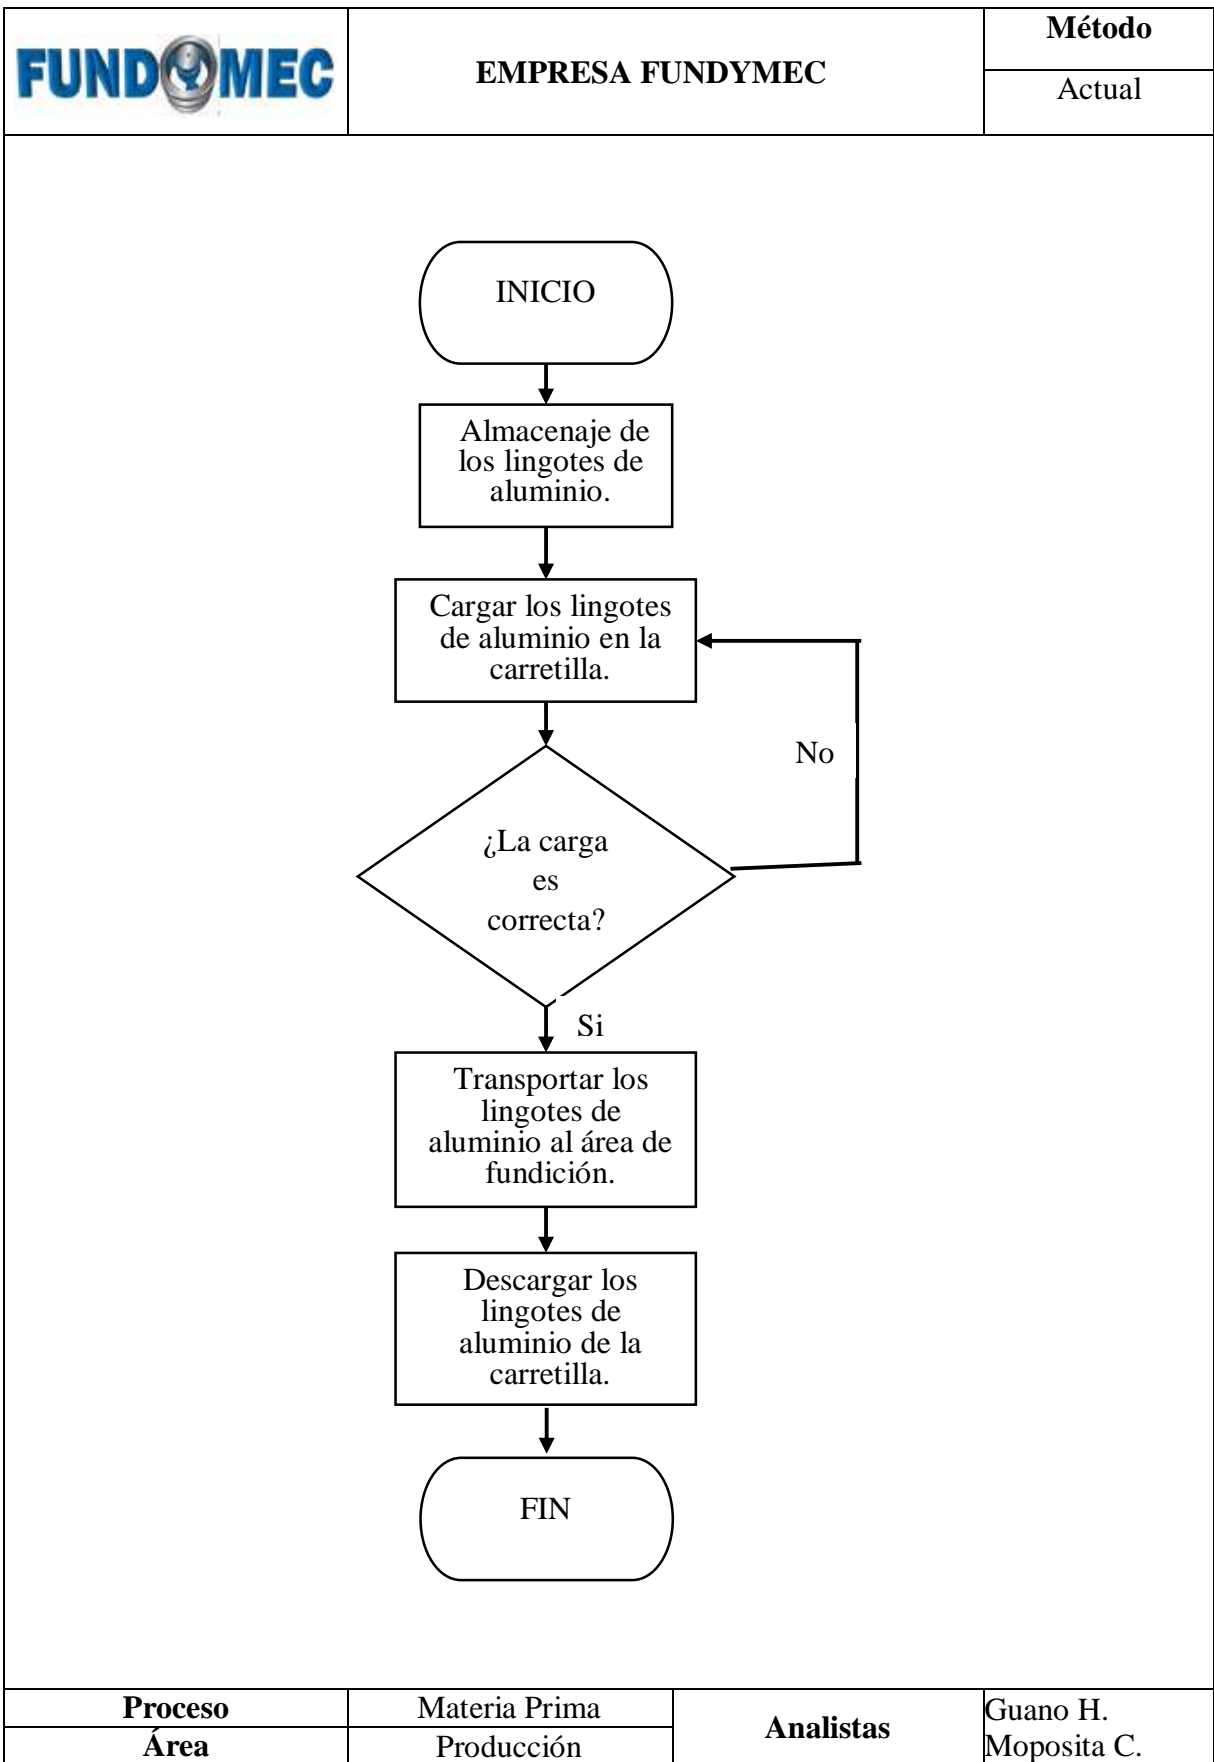 FUNDYMEC
EMPRESA FUNDYMEC
Método
Actual
INICIO
Almacenaje de
los lingotes de
aluminio.
Cargar los lingotes
de aluminio en la
carretilla.
No
¿La carga
es
correcta?
Si
Transportar los
lingotes de
aluminio al área de
fundición.
Descargar los
lingotes de
aluminio de la
carretilla.
FIN
Proceso
Materia Prima
Analistas
Guano H.
Área
Producción
Moposita C.